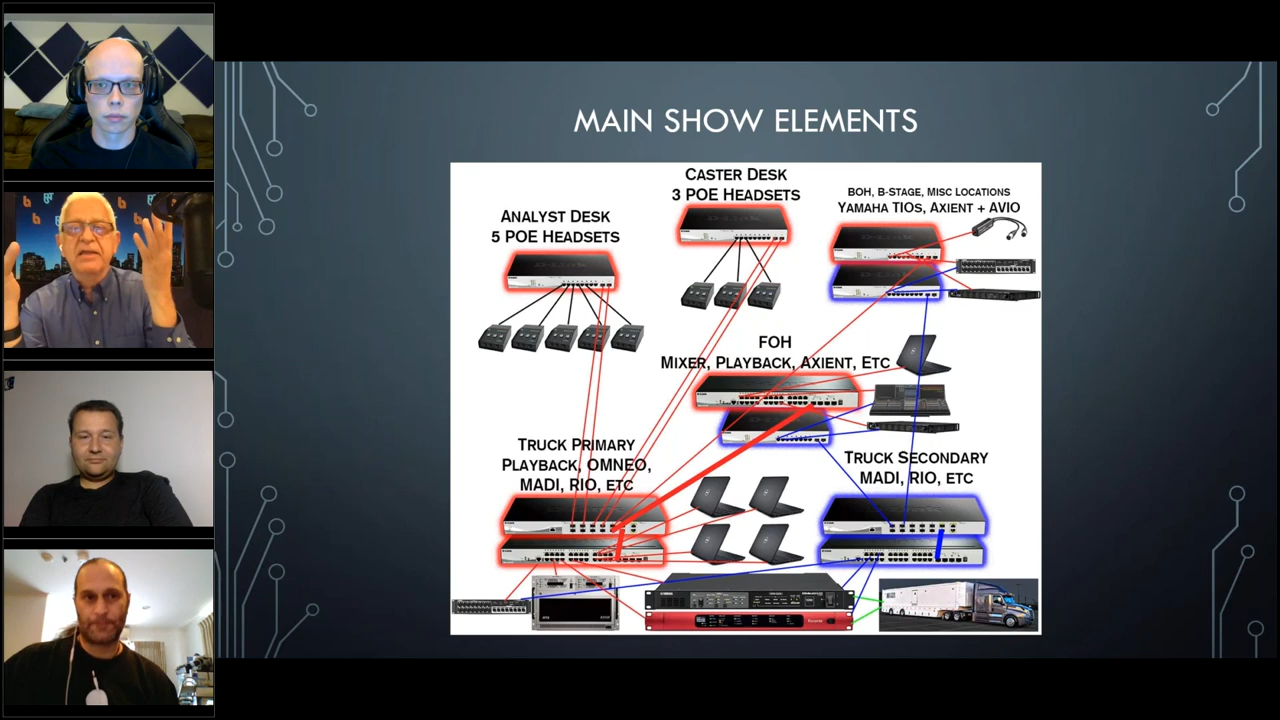 MAIN SHOW ELEMENTS
ANALYST DESK
5 POE HEADSETS
CASTER DESK
3 POE HEADSETS
BOH, B-STAGE, MISC LOCATIONS
YAMAHA TIOS, AXIENT + AVIO
FOH
MIXER, PLAYBACK, AXIENT, ETC
TRUCK PRIMARY
PLAYBACK, OMNEO,
MADI, RIO, ETC
TRUCK SECONDARY
MADI, RIO, ETC